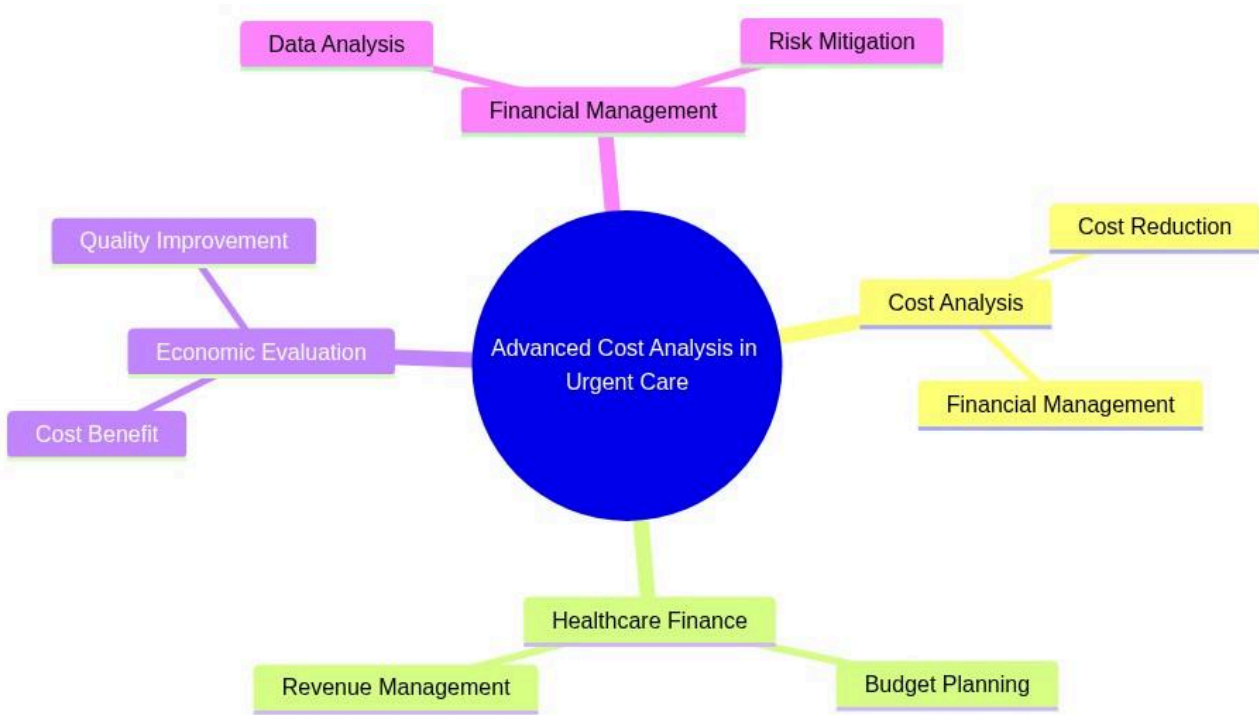 Data Analysis
Risk Mitigation
Financial Management
Quality Improvement
Economic Evaluation
Cost Benefit
Advanced Cost Analysis in
Urgent Care
Cost Reduction
Cost Analysis
Financial Management
Healthcare Finance
Revenue Management
Budget Planning